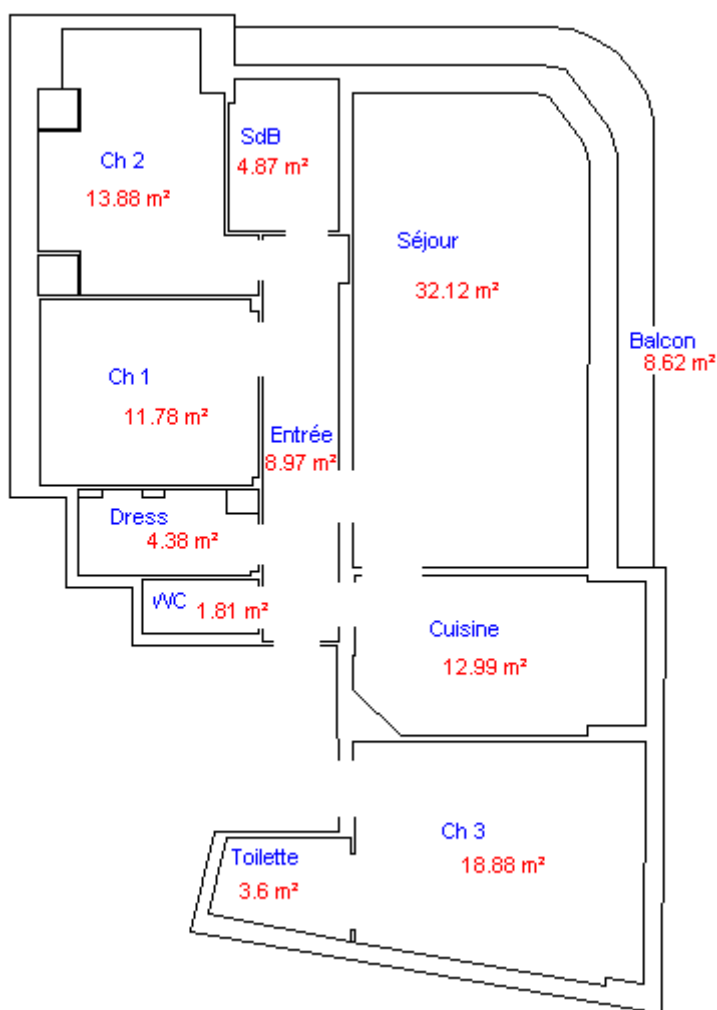 SdB
4.87 m²
Ch 2
13.88 m²
Séjour
32.12 m²
Balcon
8.62 m²
Ch 1
11.78 m²
Entrée
8.97 m²
Dress
4.38 m²
WC
1.81 m²
Cuisine
12.99 m²
Ch 3
18.88 m²
Toilette
3.6 m²